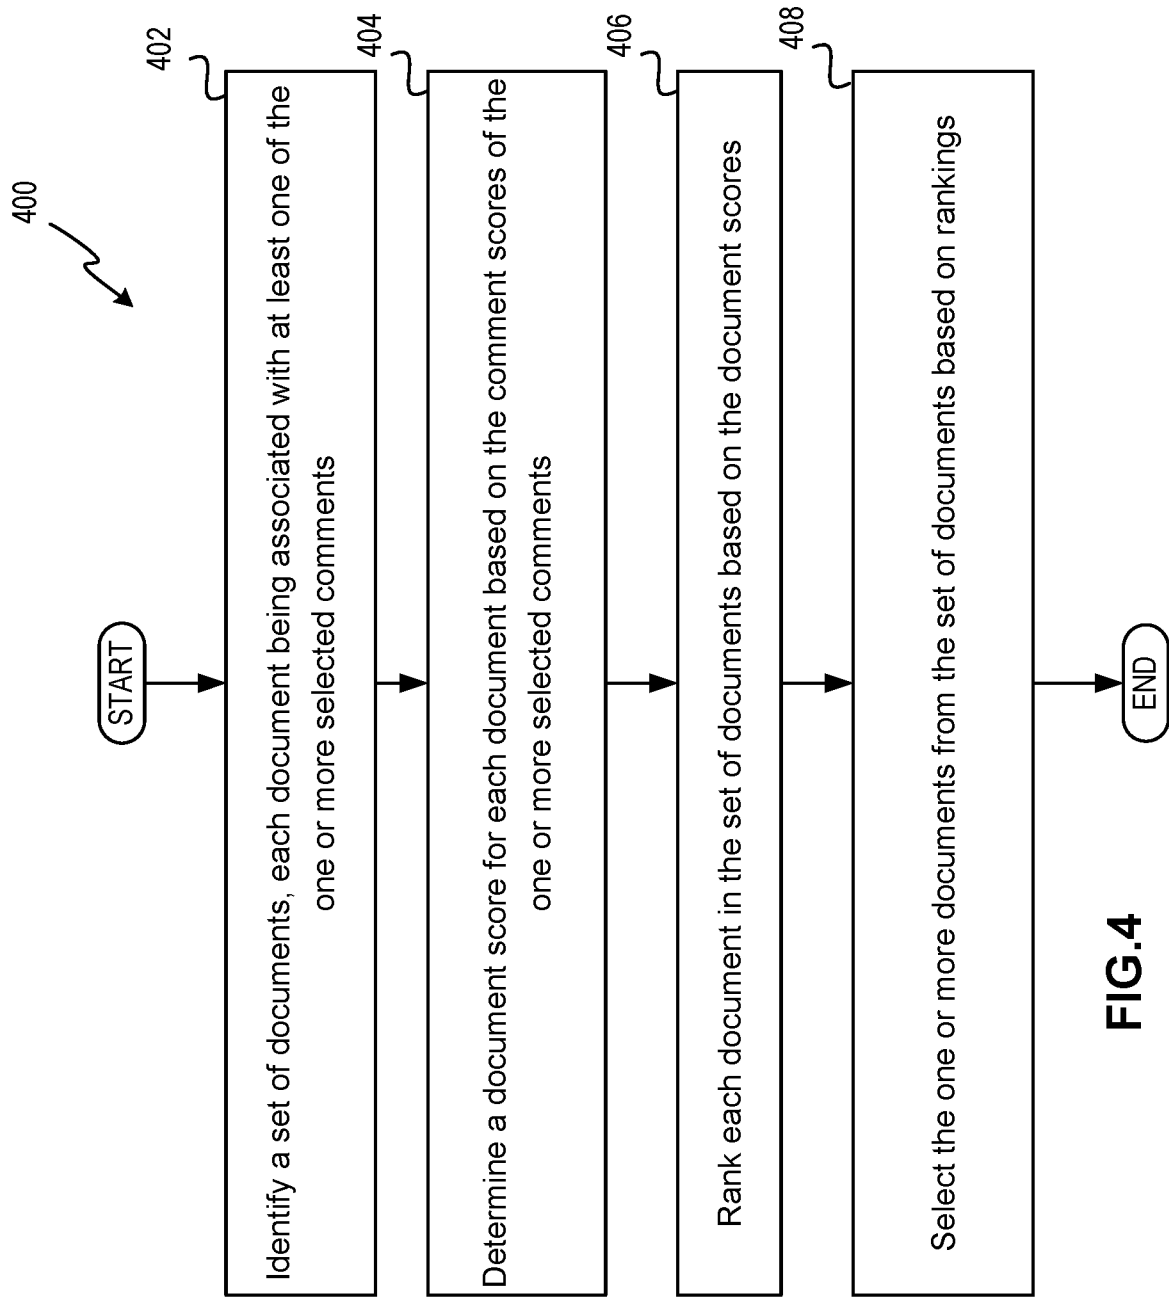 400
START
402
Identify a set of documents, each document being associated with at least one of the
one or more selected comments
404
Determine a document score for each document based on the comment scores of the
one or more selected comments
406
Rank each document in the set of documents based on the document scores
408
Select the one or more documents from the set of documents based on rankings
END
FIG.4